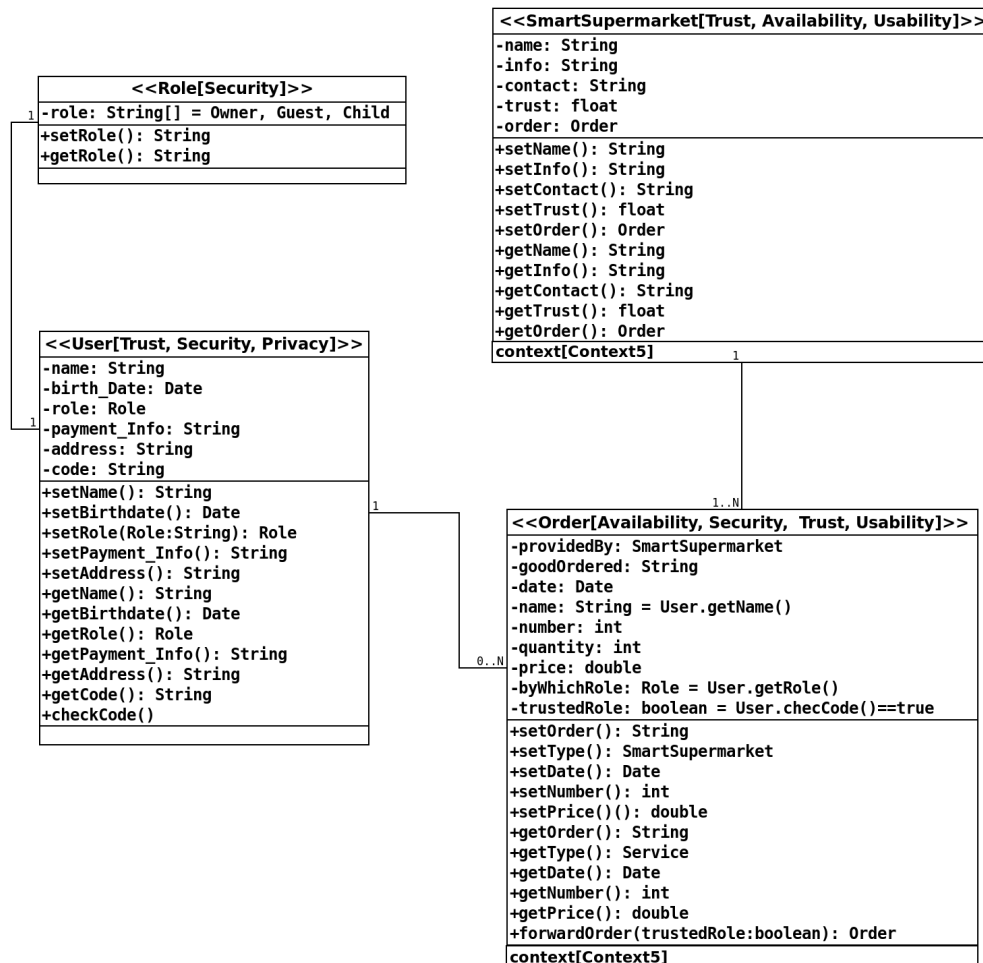 <<Role[Security]>>
-role: String[] = Owner, Guest, Child
+setRole(): String
+getRole(): String
1
<<SmartSupermarket[Trust, Availability, Usability]>>
-name: String
-info: String
-contact: String
-trust: float
-order: Order
+setName(): String
+setInfo(): String
+setContact(): String
+setTrust(): float
+setOrder(): Order
+getName(): String
+getInfo(): String
+getContact(): String
+getTrust(): float
+getOrder(): Order
context[Context5]
1
<<User[Trust, Security, Privacy]>>
-name: String
-birth_Date: Date
-role: Role
-payment_Info: String
-address: String
-code: String
+setName(): String
+setBirthdate(): Date
+setRole(Role:String): Role
+setPayment_Info(): String
+setAddress(): String
+getName(): String
+getBirthdate(): Date
+getRole(): Role
+getPayment_Info(): String
+getAddress(): String
+getCode(): String
+checkCode()
1
1
0..N
1..N
<<Order[Availability, Security,  Trust, Usability]>>
-providedBy: SmartSupermarket
-goodOrdered: String
-date: Date
-name: String = User.getName()
-number: int
-quantity: int
-price: double
-byWhichRole: Role = User.getRole()
-trustedRole: boolean = User.checCode()==true
+setOrder(): String
+setType(): SmartSupermarket
+setDate(): Date
+setNumber(): int
+setPrice()(): double
+getOrder(): String
+getType(): Service
+getDate(): Date
+getNumber(): int
+getPrice(): double
+forwardOrder(trustedRole:boolean): Order
context[Context5]